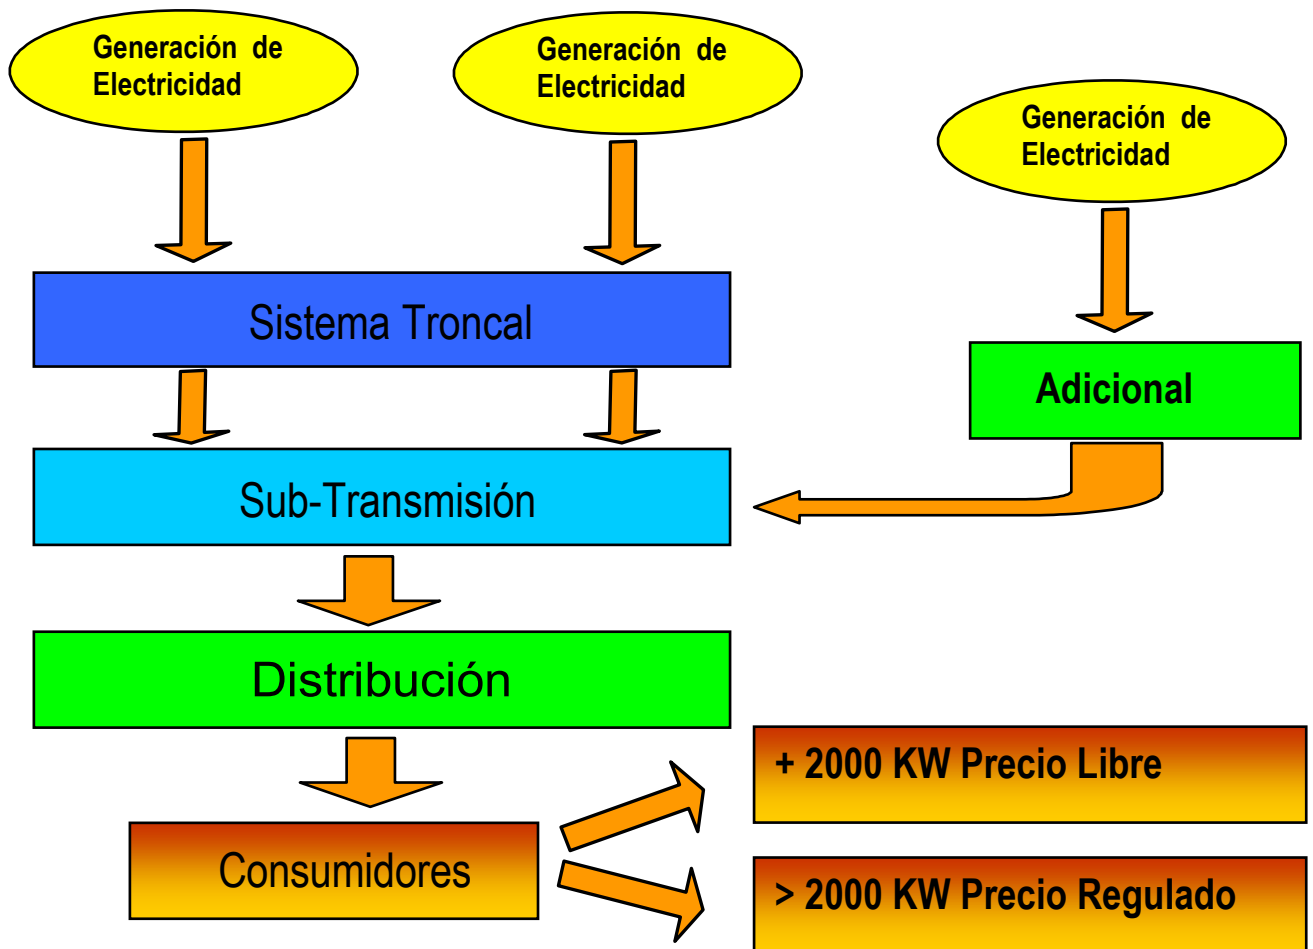 Generación de
Electricidad
Generación de
Electricidad
Generación de
Electricidad
Sistema Troncal
Adicional
Sub-Transmisión
Distribución
+ 2000 KW Precio Libre
Consumidores
> 2000 KW Precio Regulado